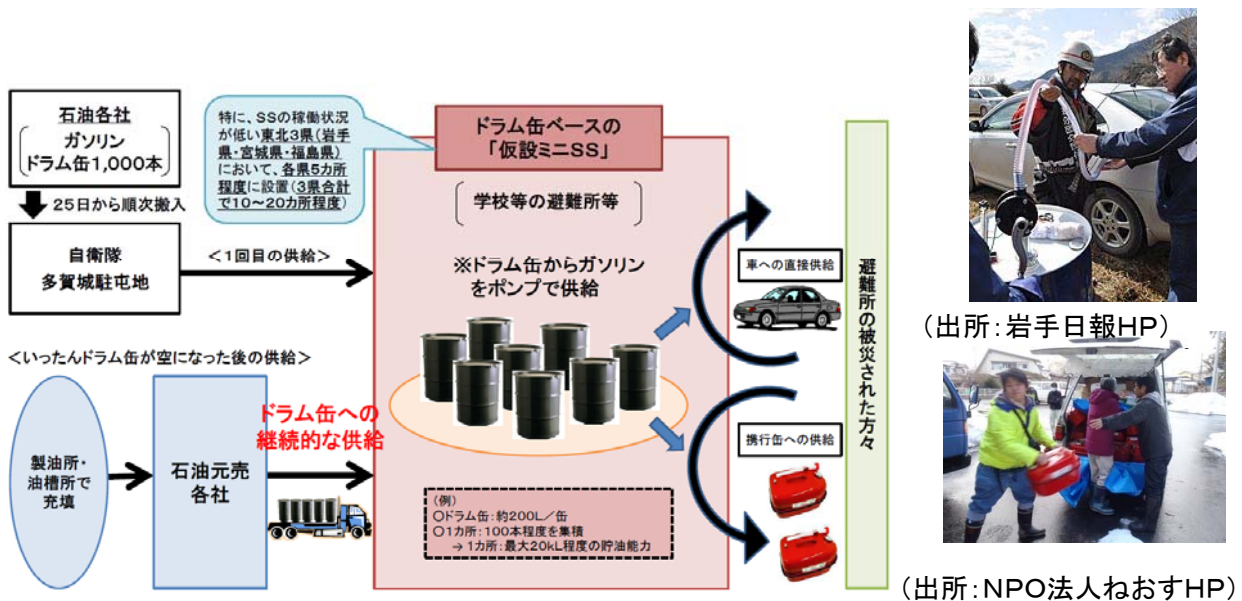 石油各社
ガソリン
ドラム缶1,000本
25日から順次搬入
自衛隊
多賀城駐屯地
＜1回目の供給＞
特に、SSの稼働状況
が低い東北3県（岩手
県・宮城県・福島県）
において、各県5カ所
程度に設置（3県合計
で10～20カ所程度）
ドラム缶ベースの
「仮設ミニSS」
学校等の避難所等
※ドラム缶からガソリン
をポンプで供給
＜いったんドラム缶が空になった後の供給＞
製油所・
油槽所で
充填
石油元売
各社
ドラム缶への
継続的な供給
（例）
○ドラム缶：約200L／缶
○1カ所：100本程度を集積
→ 1カ所：最大20kL程度の貯油能力
車への直接供給
携行缶への供給
避難所の被災された方々
（出所：岩手日報HP）
（出所：NPO法人ねおすHP）